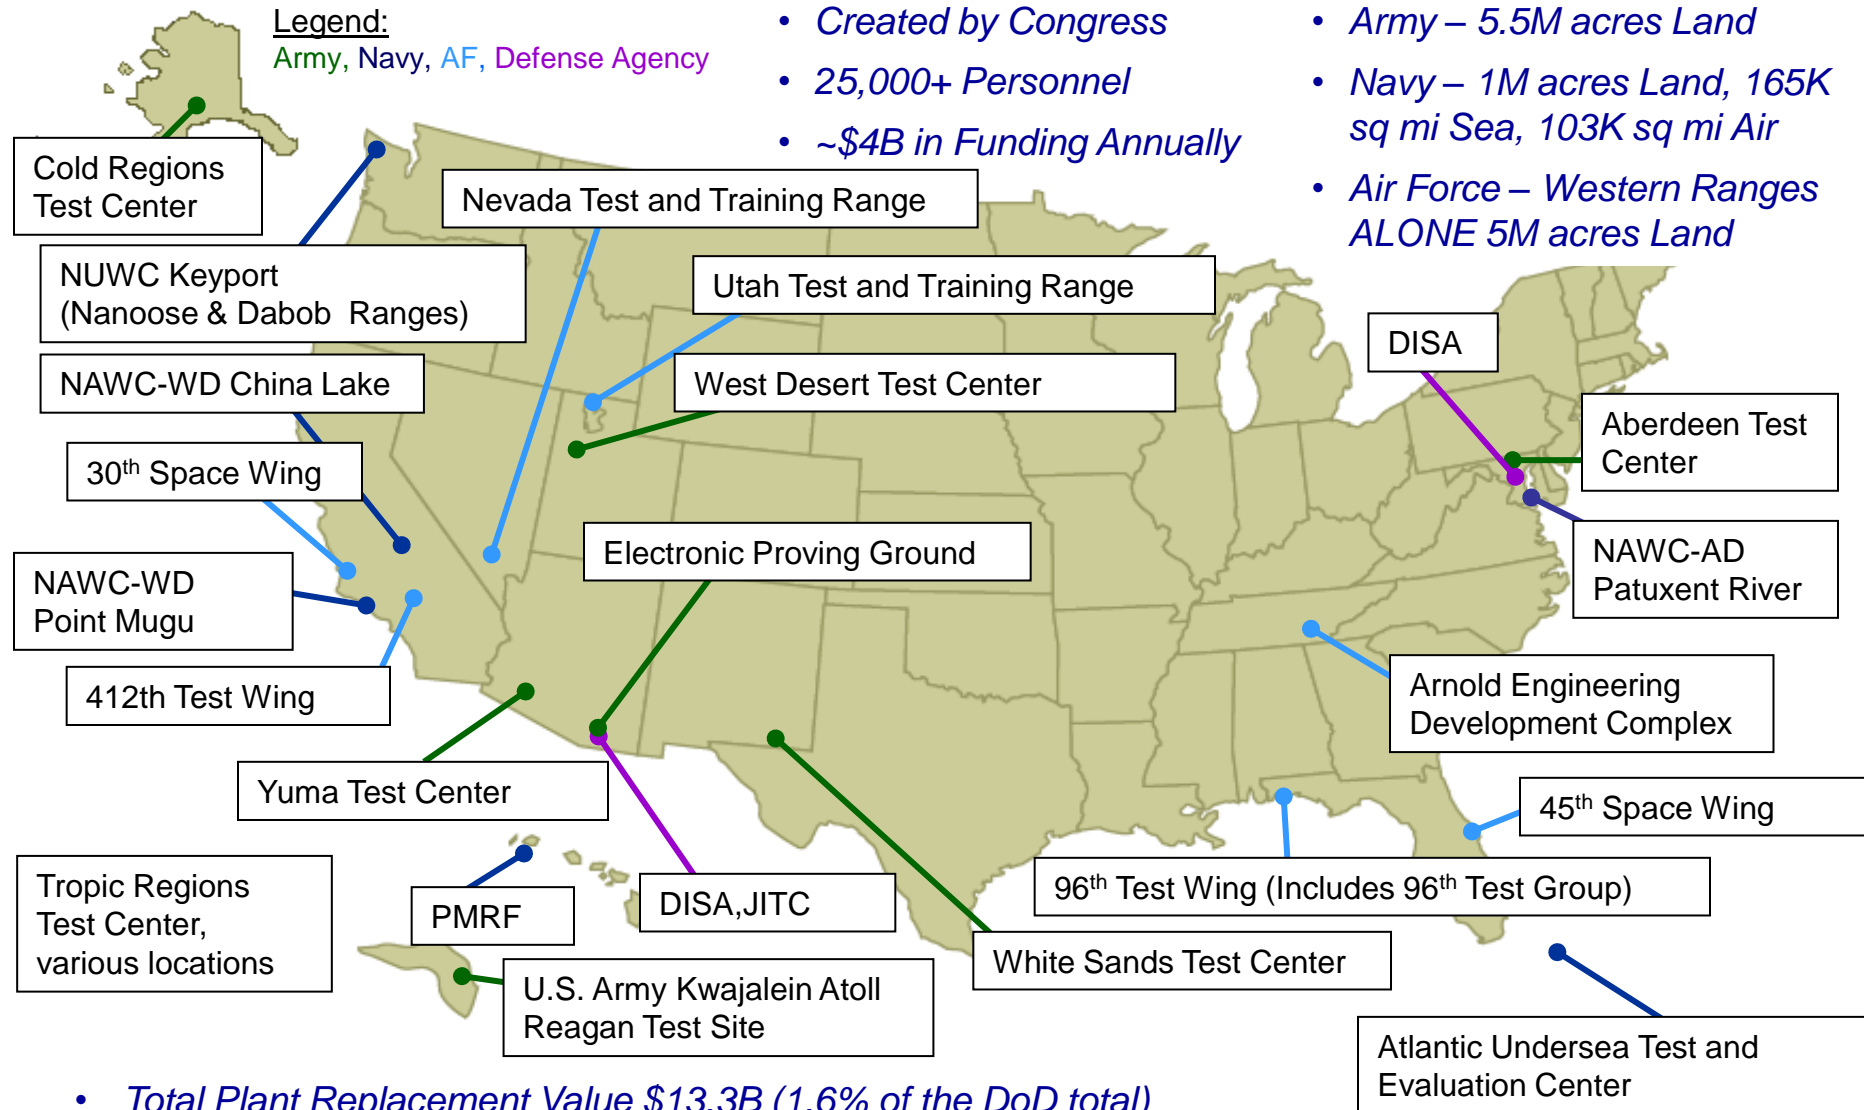 Legend:
Army, Navy, AF, Defense Agency
• Created by Congress
• 25,000+ Personnel
• ~$4B in Funding Annually
• Army – 5.5M acres Land
• Navy – 1M acres Land, 165K
sq mi Sea, 103K sq mi Air
• Air Force – Western Ranges
ALONE 5M acres Land
Cold Regions
Test Center
Nevada Test and Training Range
NUWC Keyport
(Nanoose & Dabob Ranges)
Utah Test and Training Range
DISA
NAWC-WD China Lake
West Desert Test Center
Aberdeen Test
Center
30th Space Wing
Electronic Proving Ground
NAWC-AD
Patuxent River
NAWC-WD
Point Mugu
412th Test Wing
Arnold Engineering
Development Complex
Yuma Test Center
45th Space Wing
Tropic Regions
Test Center,
various locations
PMRF
DISA,JITC
96th Test Wing (Includes 96th Test Group)
White Sands Test Center
U.S. Army Kwajalein Atoll
Reagan Test Site
Atlantic Undersea Test and
Evaluation Center
• Total Plant Replacement Value $13.3B (1.6% of the DoD total)